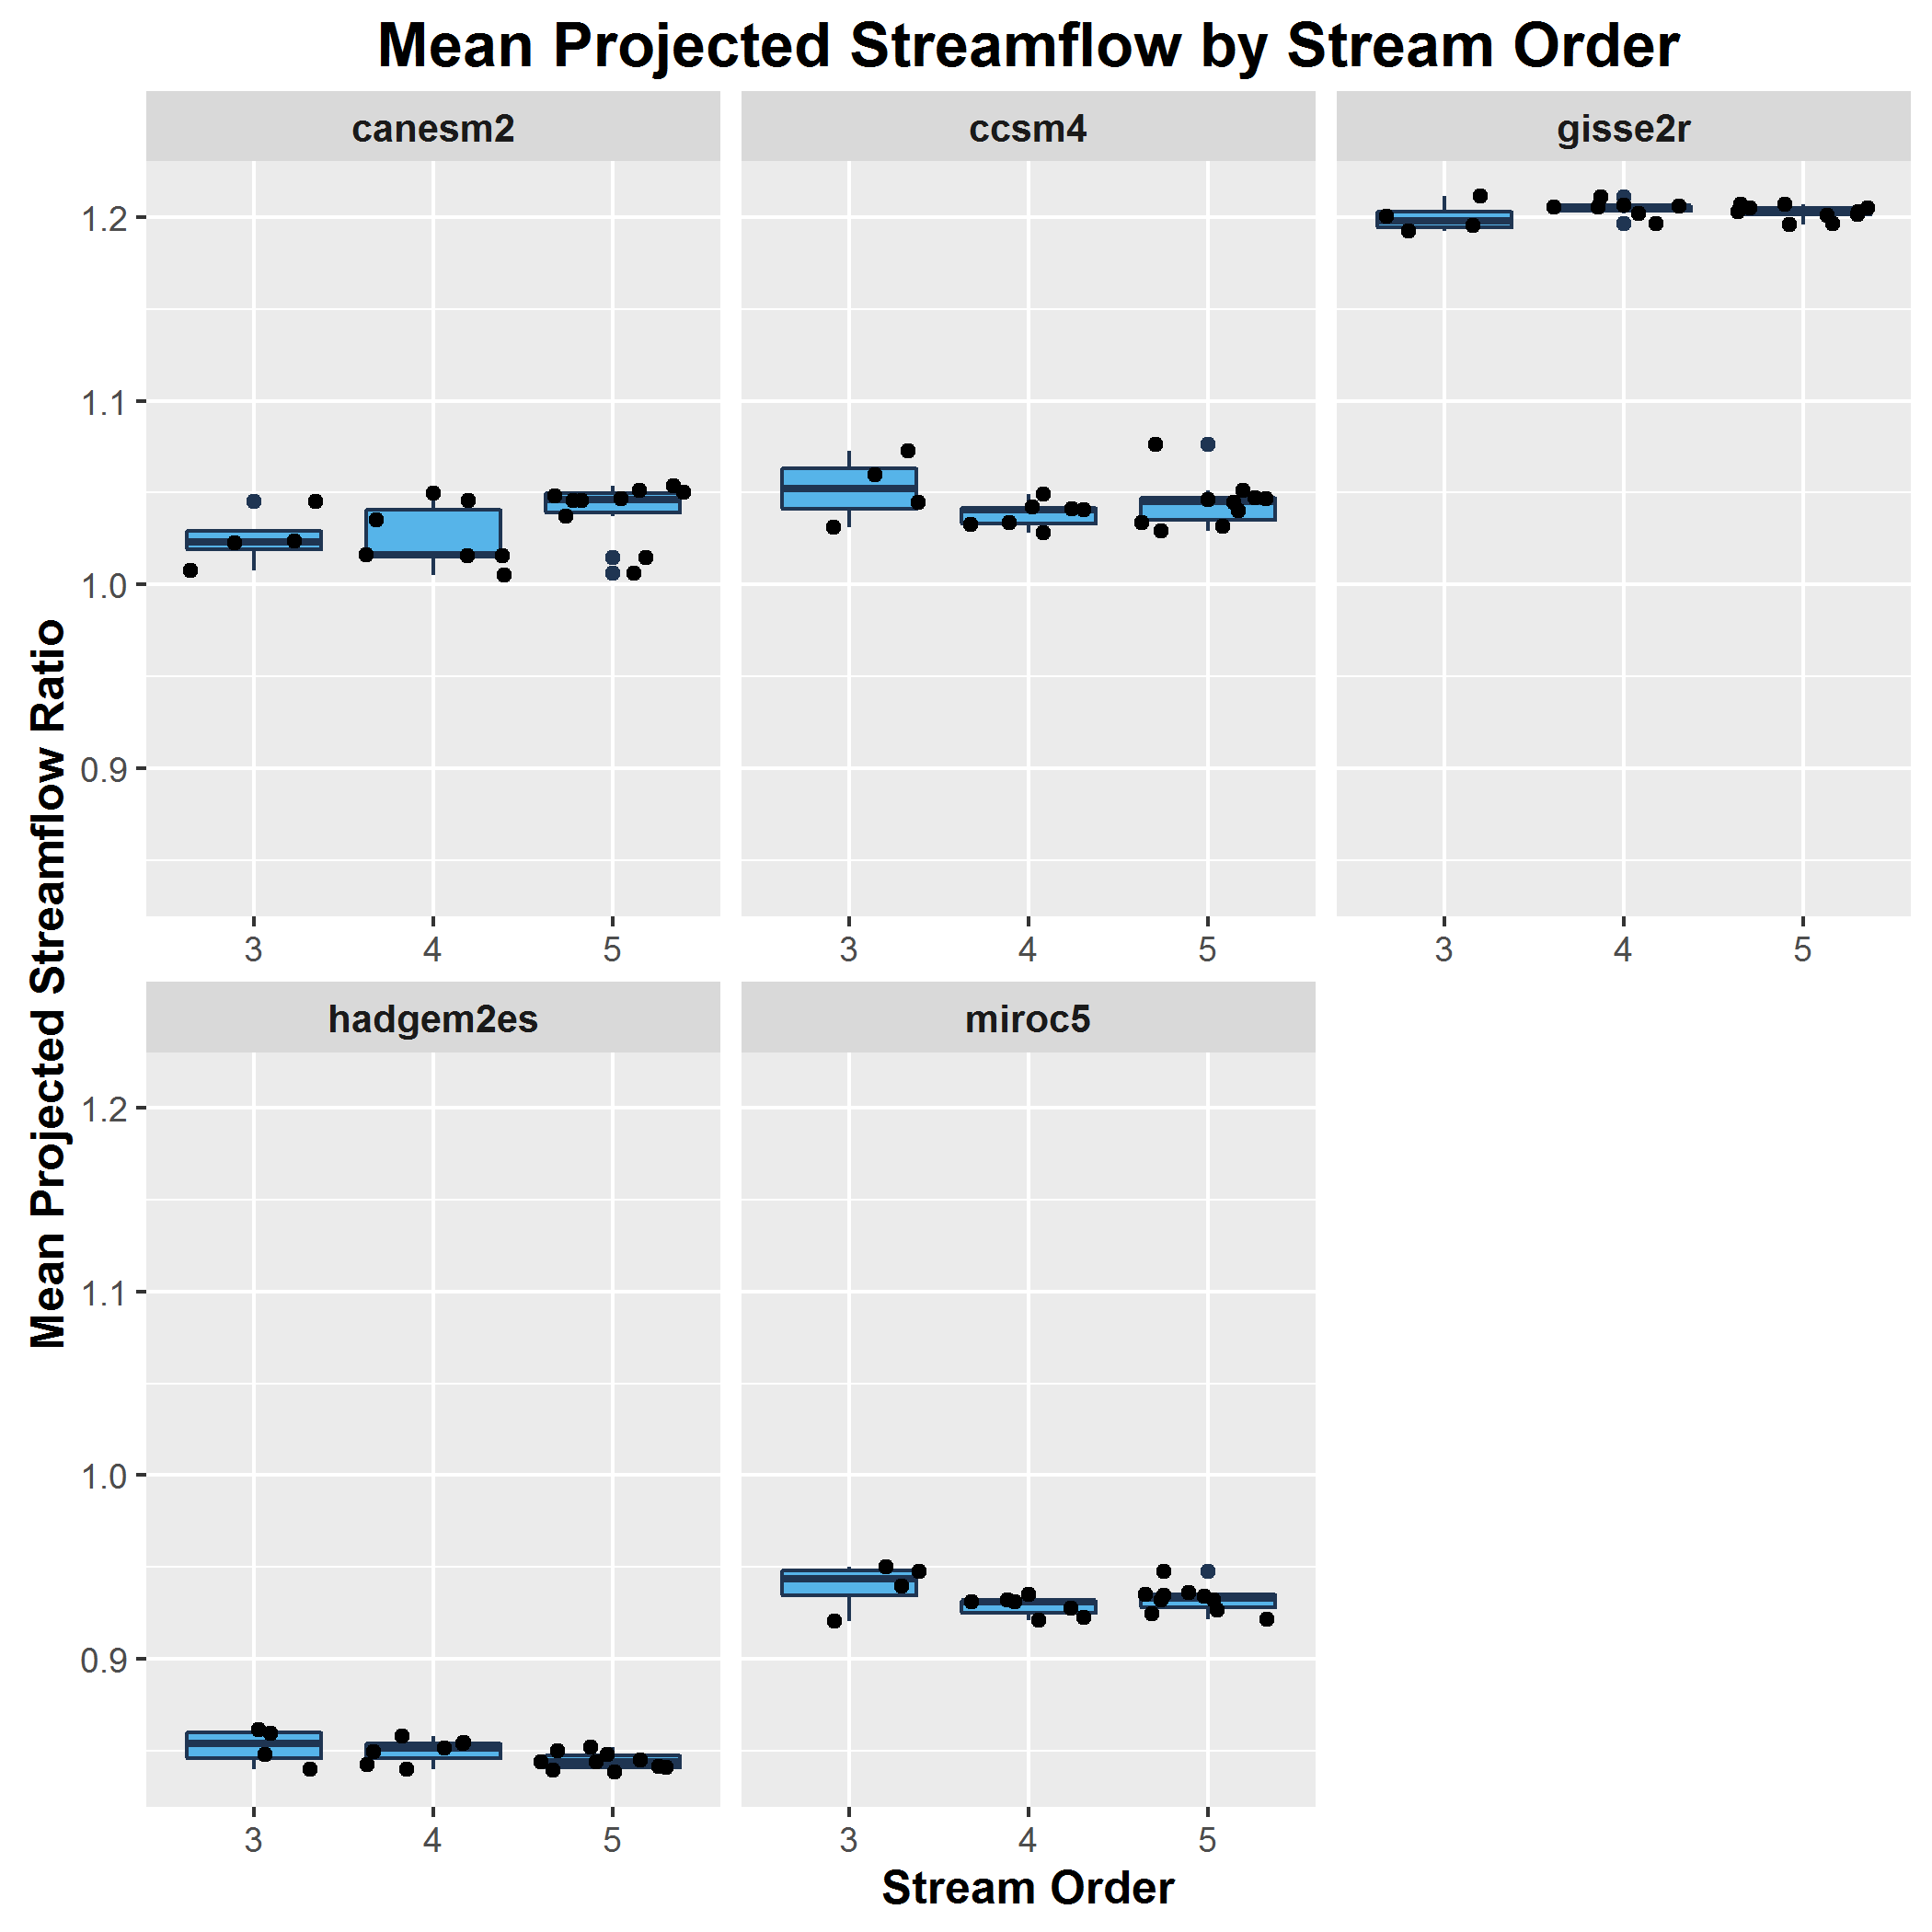 Mean Projected Streamflow by Stream Order
canesm2 ccsm4 gisse2r
1.2
1.1
1.0
0.9
3 4 5 3 4 5 3 4 5
Mean Projected Streamflow Ratio
hadgem2es miroc5
1.2
1.1
1.0
0.9
3 4 5 3 4 5
Stream Order